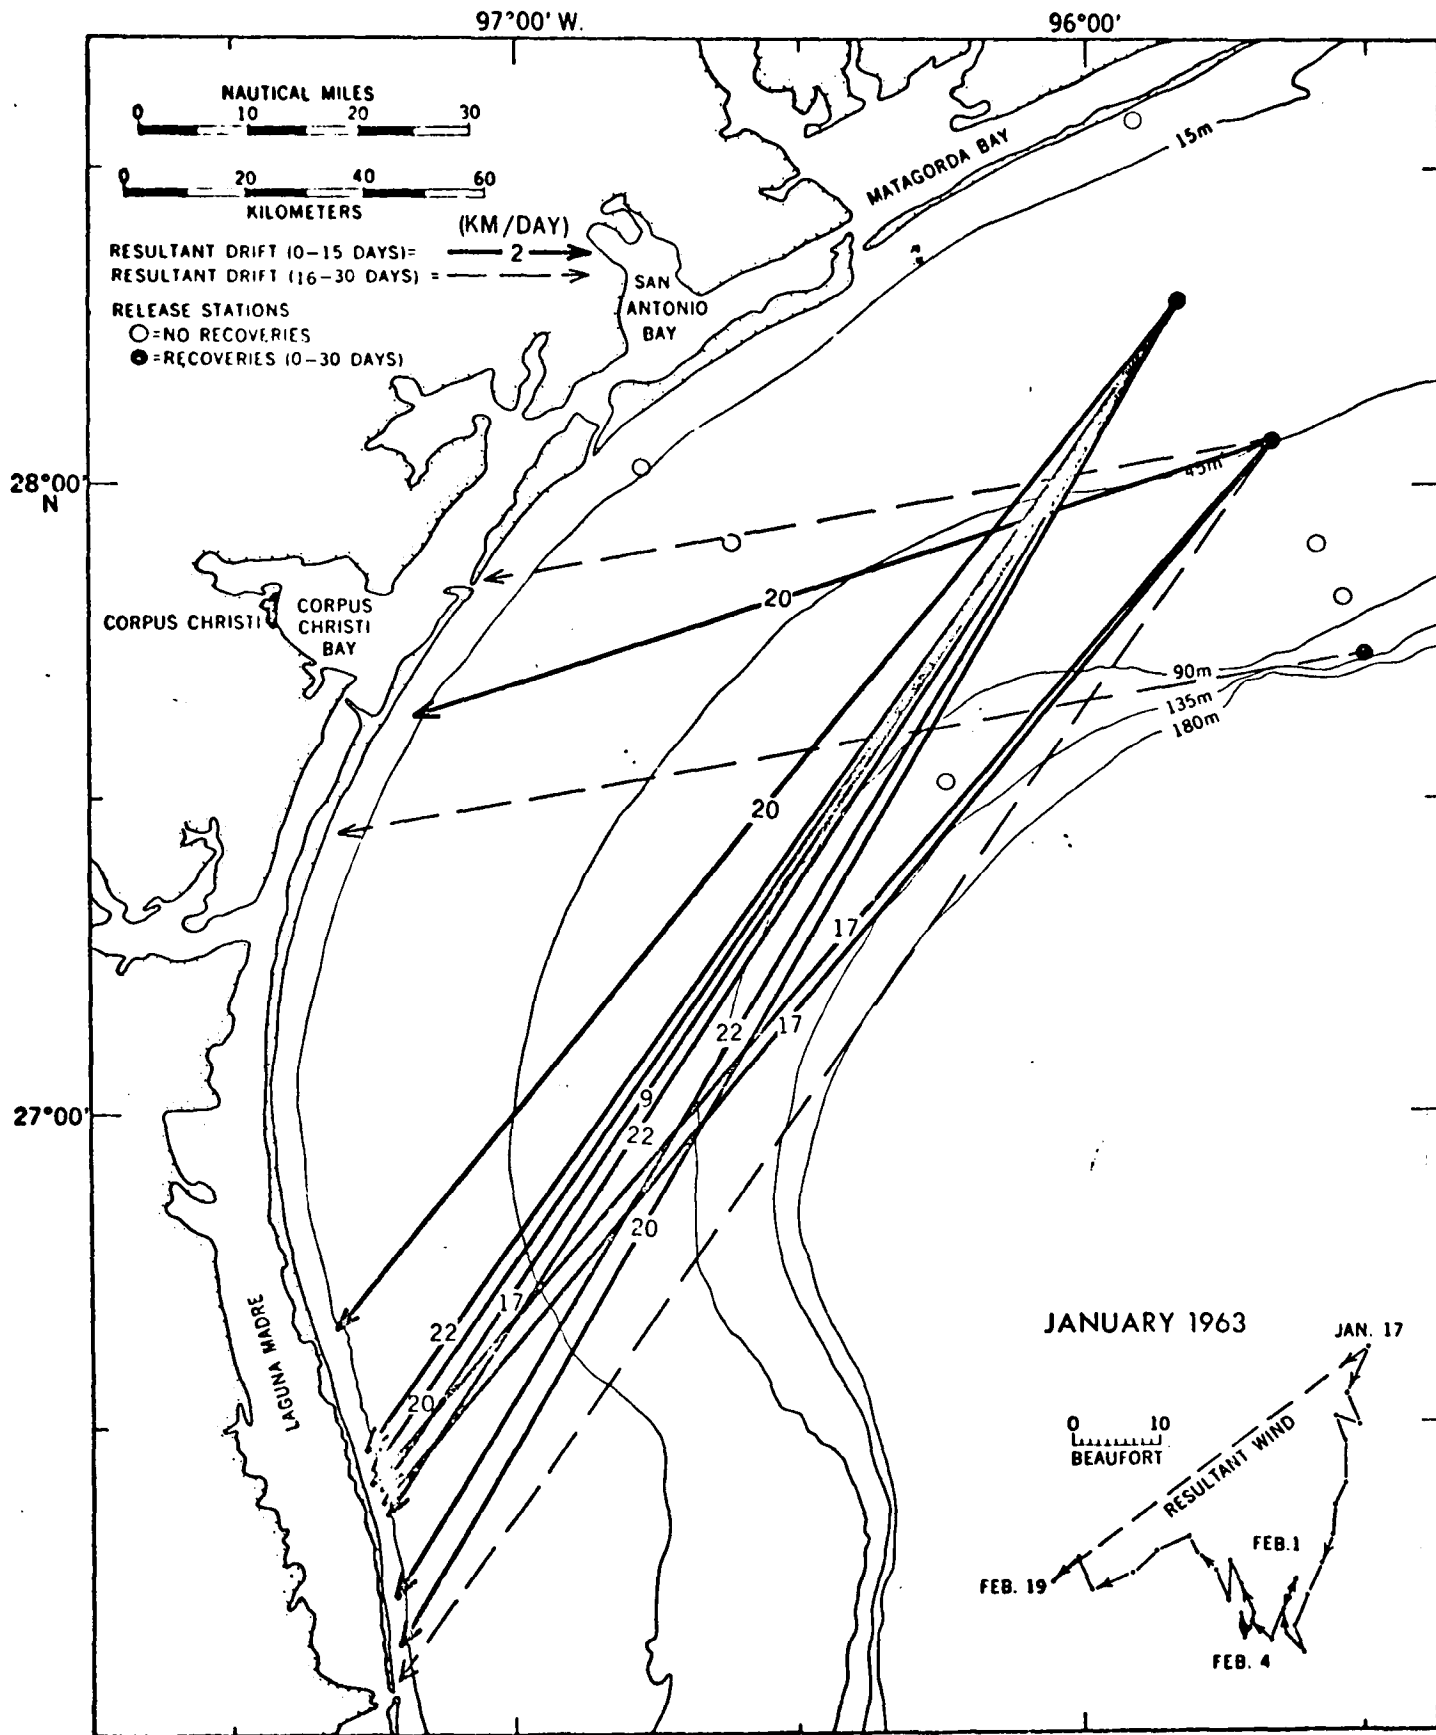 97°00' W.
96°00'
NAUTICAL MILES
0 10 20 30
0 20 40 60
KILOMETERS
(KM/DAY)
RESULTANT DRIFT (0-15 DAYS)= 2
RESULTANT DRIFT (16-30 DAYS) =
RELEASE STATIONS
=NO RECOVERIES
=RECOVERIES (0-30 DAYS)
MATAGORDA BAY
15m
SAN
ANTONIO
BAY
28°00'
N
45m
CORPUS CHRISTI
CORPUS
CHRISTI
BAY
20
90m
135m
180m
20
17
22
17
9
22
27°00'
20
17
22
20
LAGUNA MADRE
JANUARY 1963
JAN. 17
0 10
BEAUFORT
RESULTANT WIND
FEB. 1
FEB. 19
FEB. 4